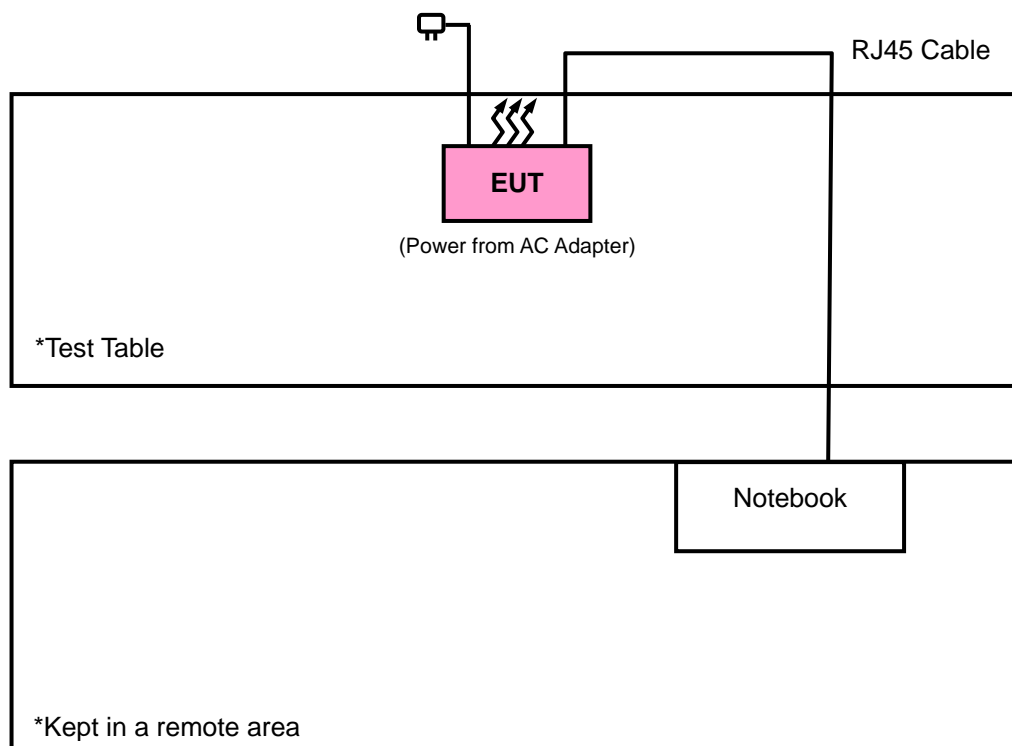 RJ45 Cable
EUT
(Power from AC Adapter)
*Test Table
Notebook
*Kept in a remote area